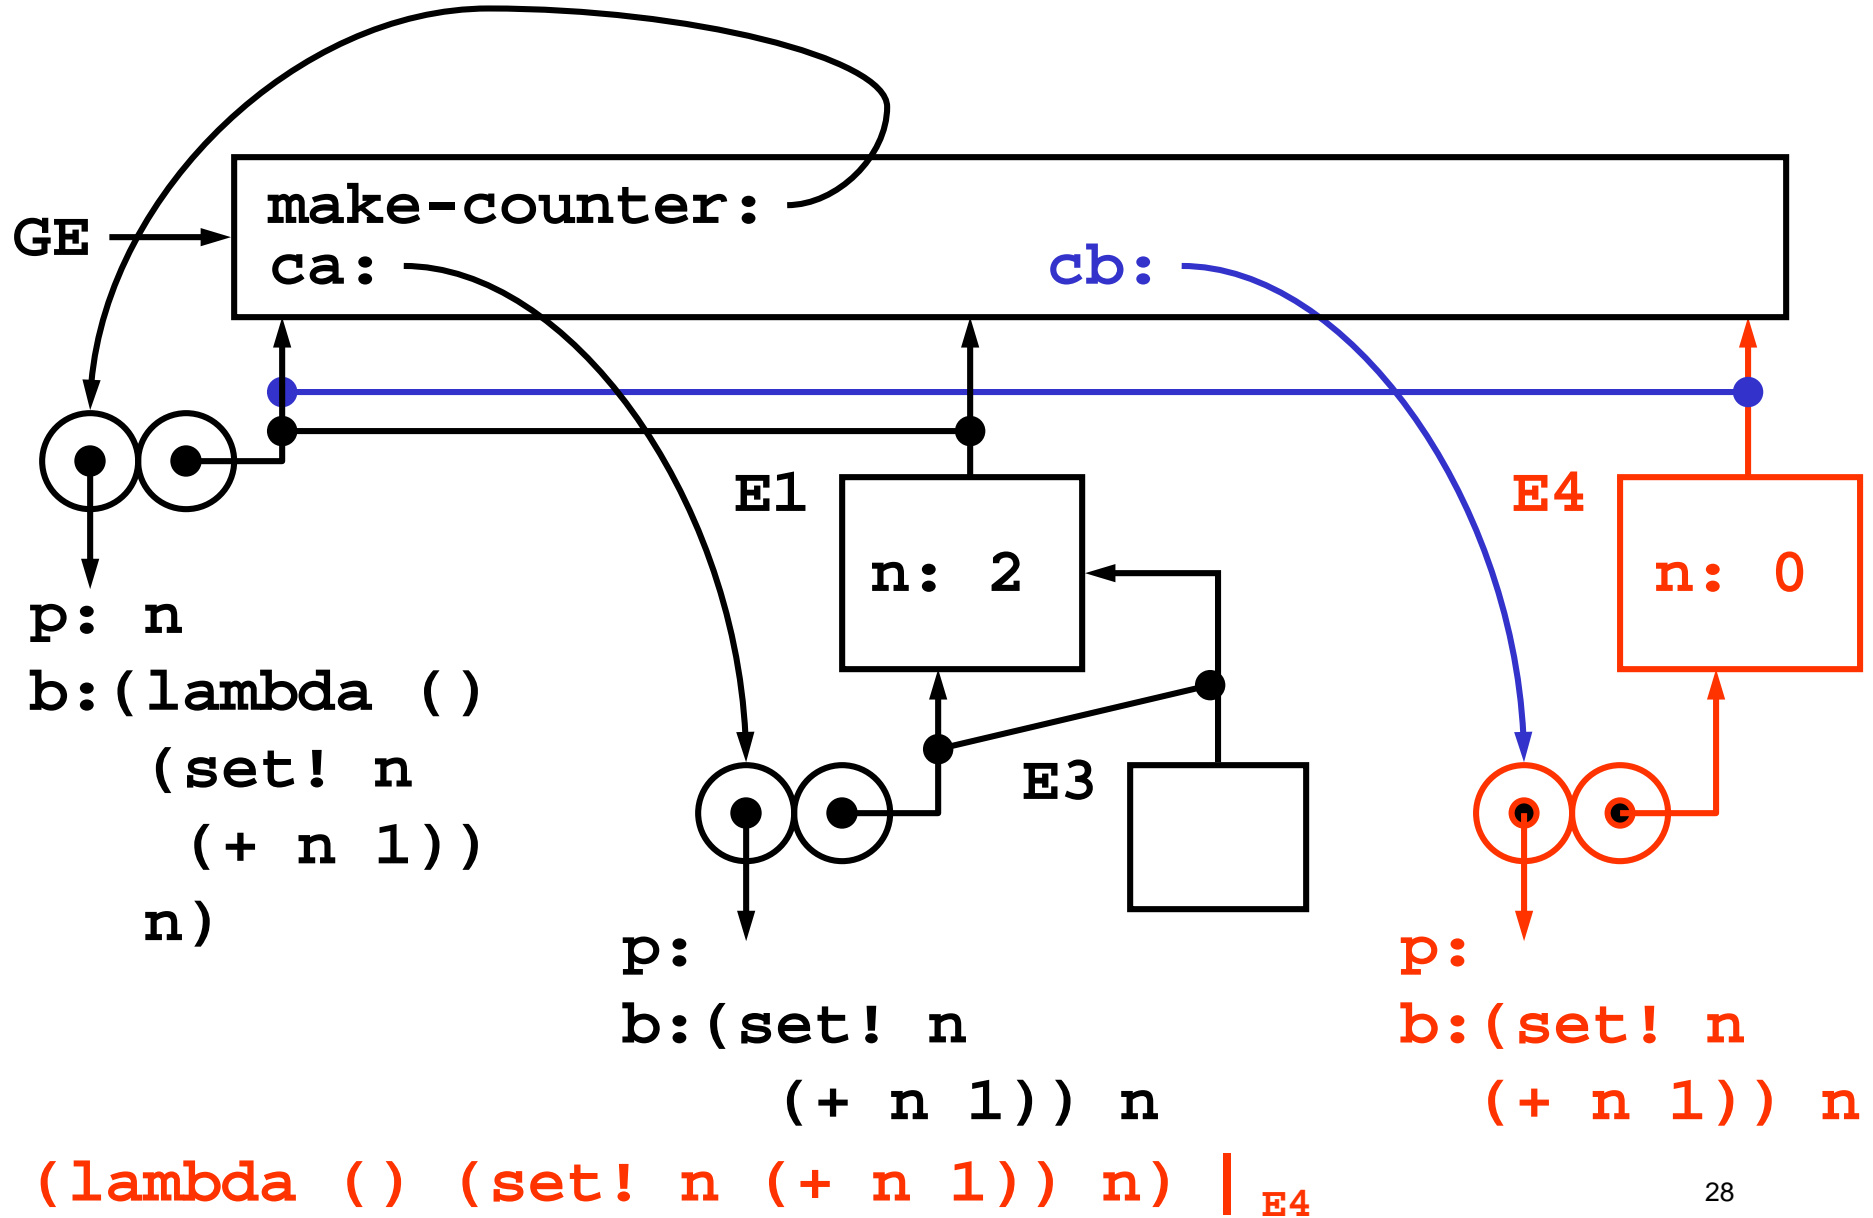 make-counter:
GE
ca:
cb:
E1
E4
n: 2
n: 0
p: n
b:(lambda ()
(set! n
(+ n 1))
n)
E3
p:
b:(set! n
(+ n 1)) n
p:
b:(set! n
(+ n 1)) n
(lambda () (set! n (+ n 1)) n) | E4
28